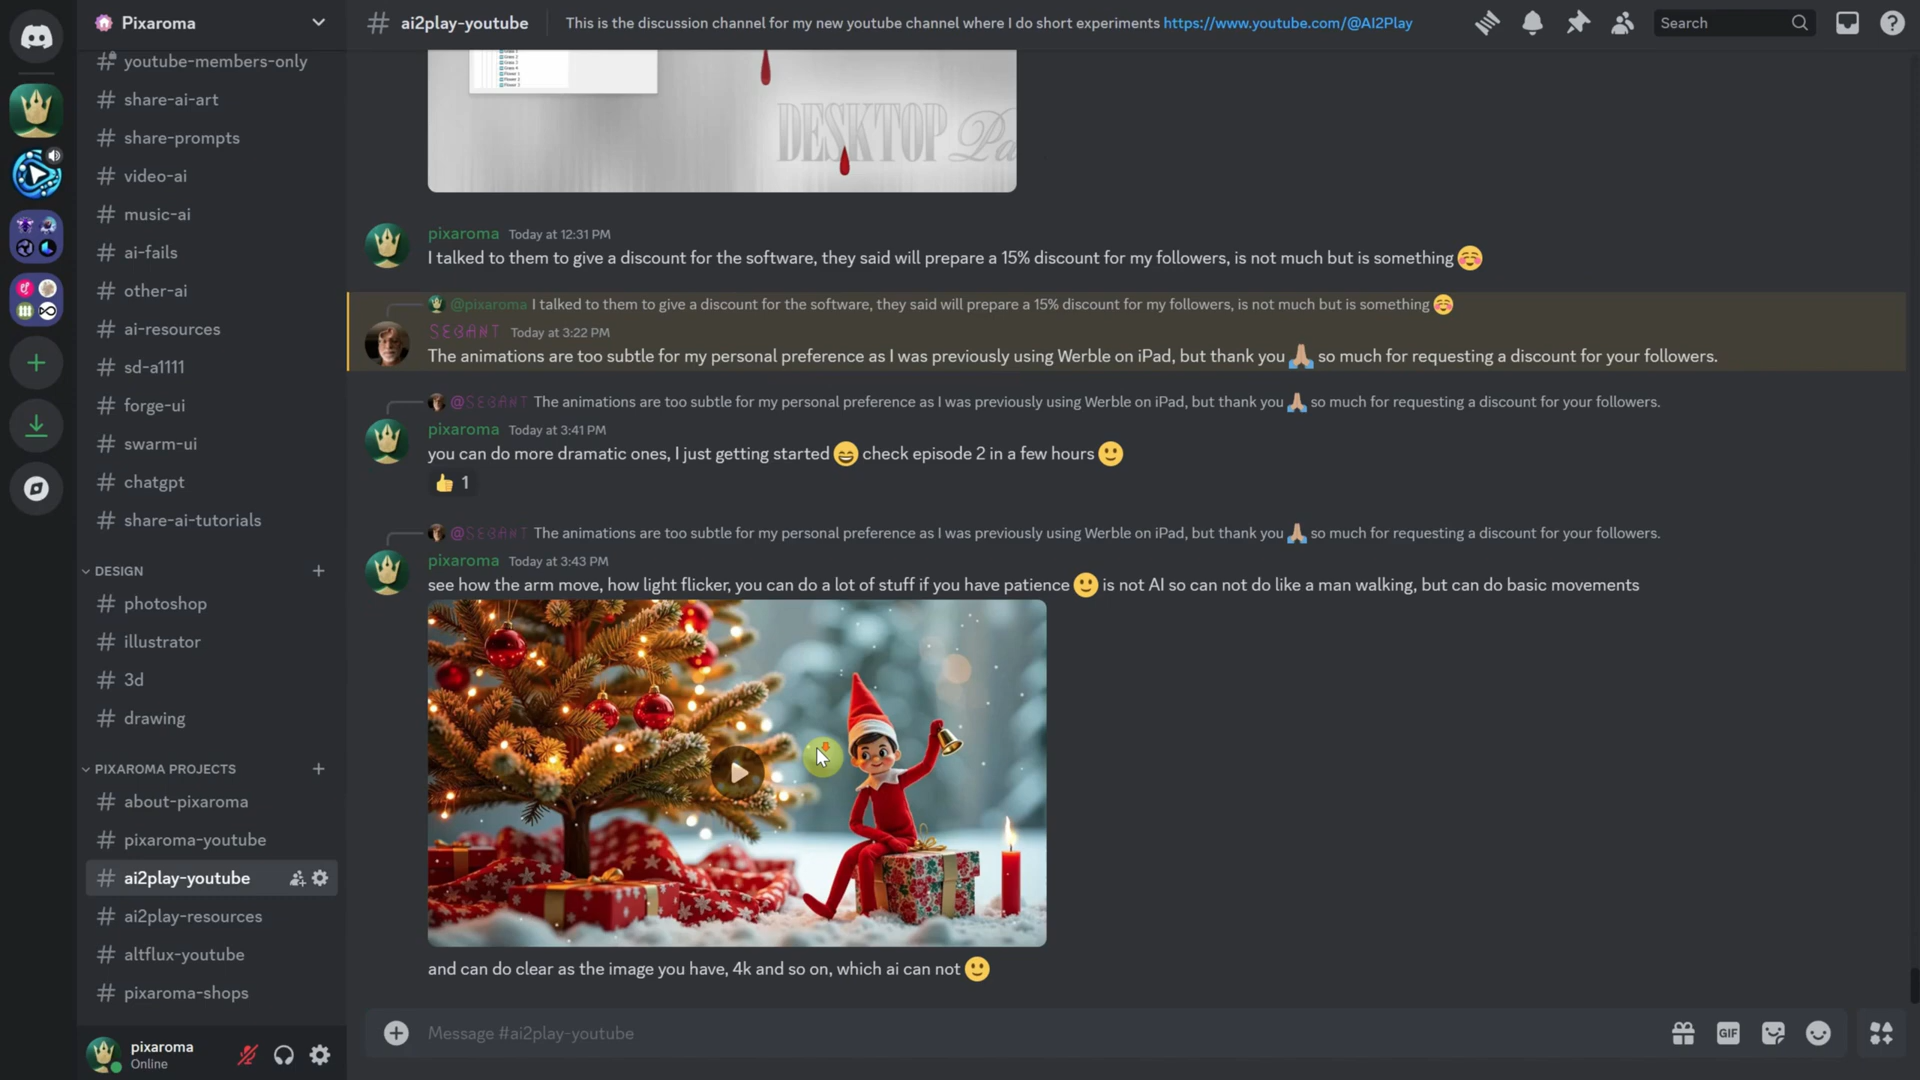 Pixaroma
youtube-members-only
share-ai-art
share-prompts
video-ai
music-ai
ai-fails
other-ai
ai-resources
sd-a1111
forge-ui
swarm-ui
chatgpt
share-ai-tutorials
DESIGN
photoshop
illustrator
3d
drawing
PIXAROMA PROJECTS
about-pixaroma
pixaroma-youtube
ai2play-youtube
ai2play-resources
altflux-youtube
pixaroma-shops
pixaroma
Online
ai2play-youtube This is the discussion channel for my new youtube channel where I do short experiments https://www.youtube.com/@AI2Play
Search
DESKTOP
pixaroma Today at 12:31 PM
I talked to them to give a discount for the software, they said will prepare a 15% discount for my followers, is not much but is something ☺️
@pixaroma I talked to them to give a discount for the software, they said will prepare a 15% discount for my followers, is not much but is something ☺️
SEBANT Today at 3:22 PM
The animations are too subtle for my personal preference as I was previously using Werble on iPad, but thank you 🙏 so much for requesting a discount for your followers.
@SEBANT The animations are too subtle for my personal preference as I was previously using Werble on iPad, but thank you 🙏 so much for requesting a discount for your followers.
pixaroma Today at 3:41 PM
you can do more dramatic ones, I just getting started 😄 check episode 2 in a few hours 🙂
👍 1
@SEBANT The animations are too subtle for my personal preference as I was previously using Werble on iPad, but thank you 🙏 so much for requesting a discount for your followers.
pixaroma Today at 3:43 PM
see how the arm move, how light flicker, you can do a lot of stuff if you have patience 🙂 is not AI so can not do like a man walking, but can do basic movements
and can do clear as the image you have, 4k and so on, which ai can not 🙂
Message #ai2play-youtube
GIF